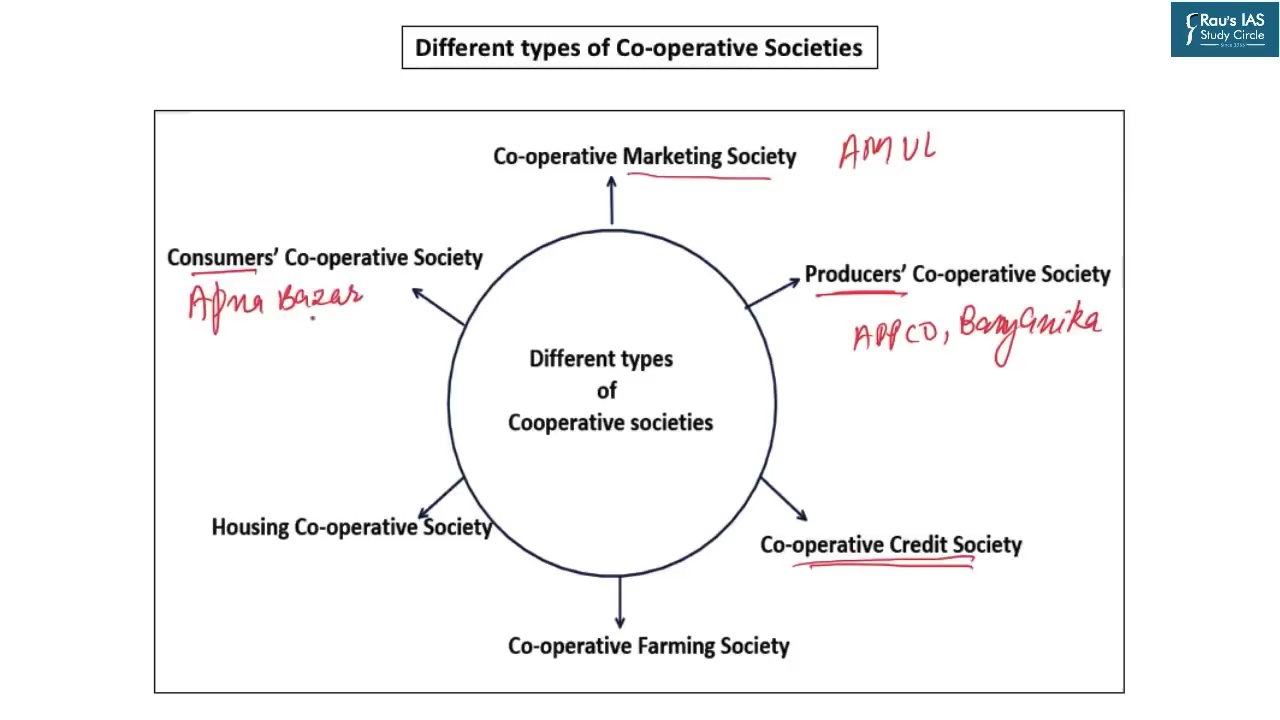 Rau's IAS
Study Circle
Since 1953
Different types of Co-operative Societies
Co-operative Marketing Society AMUL
Consumers' Co-operative Society
Apna Bazar
Producers' Co-operative Society
APPCO, Bayanika
Different types
of
Cooperative societies
Housing Co-operative Society
Co-operative Credit Society
Co-operative Farming Society